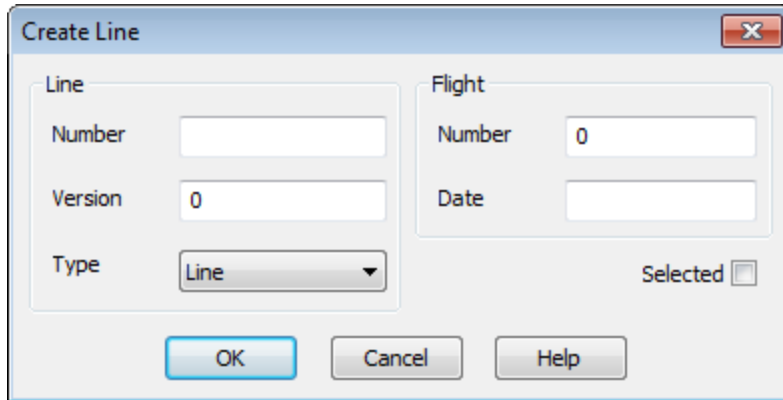 Create Line
Line
Number
Version 0
Type Line
Flight
Number 0
Date
Selected
OK Cancel Help